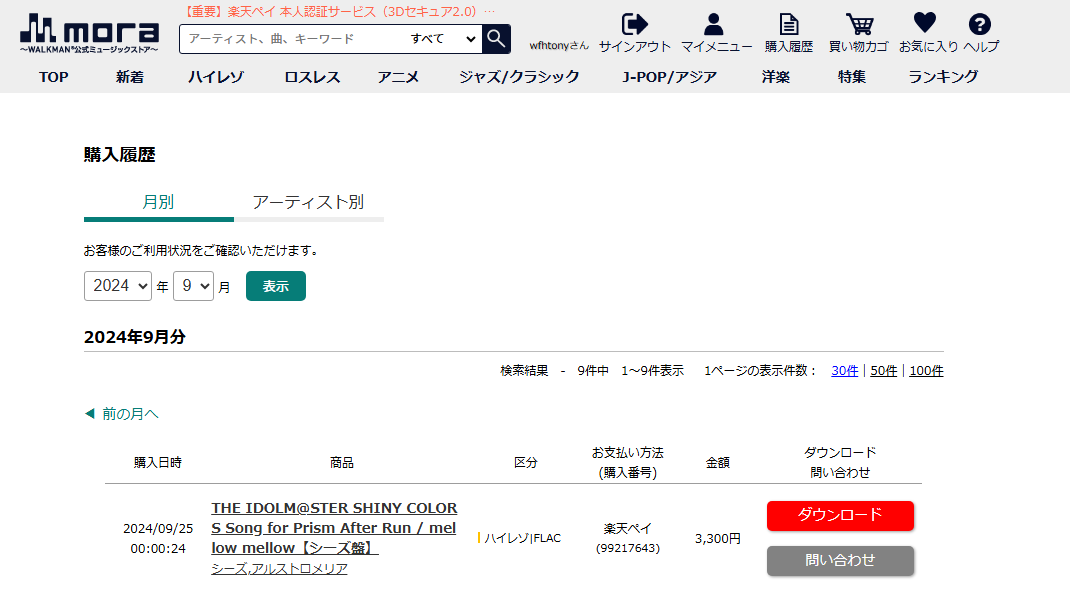 【重要】楽天ペイ 本人認証サービス（3Dセキュア2.0）…
mora
～WALKMAN®公式ミュージックストア～
アーティスト、曲、キーワード すべて
wfhtonyさん サインアウト マイメニュー 購入履歴 買い物カゴ お気に入り ヘルプ
TOP 新着 ハイレゾ ロスレス アニメ ジャズ/クラシック J-POP/アジア 洋楽 特集 ランキング
購入履歴
月別 アーティスト別
お客様のご利用状況をご確認いただけます。
2024 年 9 月 表示
2024年9月分
検索結果 - 9件中 1～9件表示 1ページの表示件数： 30件 | 50件 | 100件
◀ 前の月へ
購入日時 商品 区分 お支払い方法 (購入番号) 金額 ダウンロード 問い合わせ
2024/09/25
00:00:24
THE IDOLM@STER SHINY COLOR
S Song for Prism After Run / mel
low mellow【シーズ盤】
シーズ,アルストロメリア
ハイレゾ|FLAC
楽天ペイ
(99217643)
3,300円
ダウンロード
問い合わせ